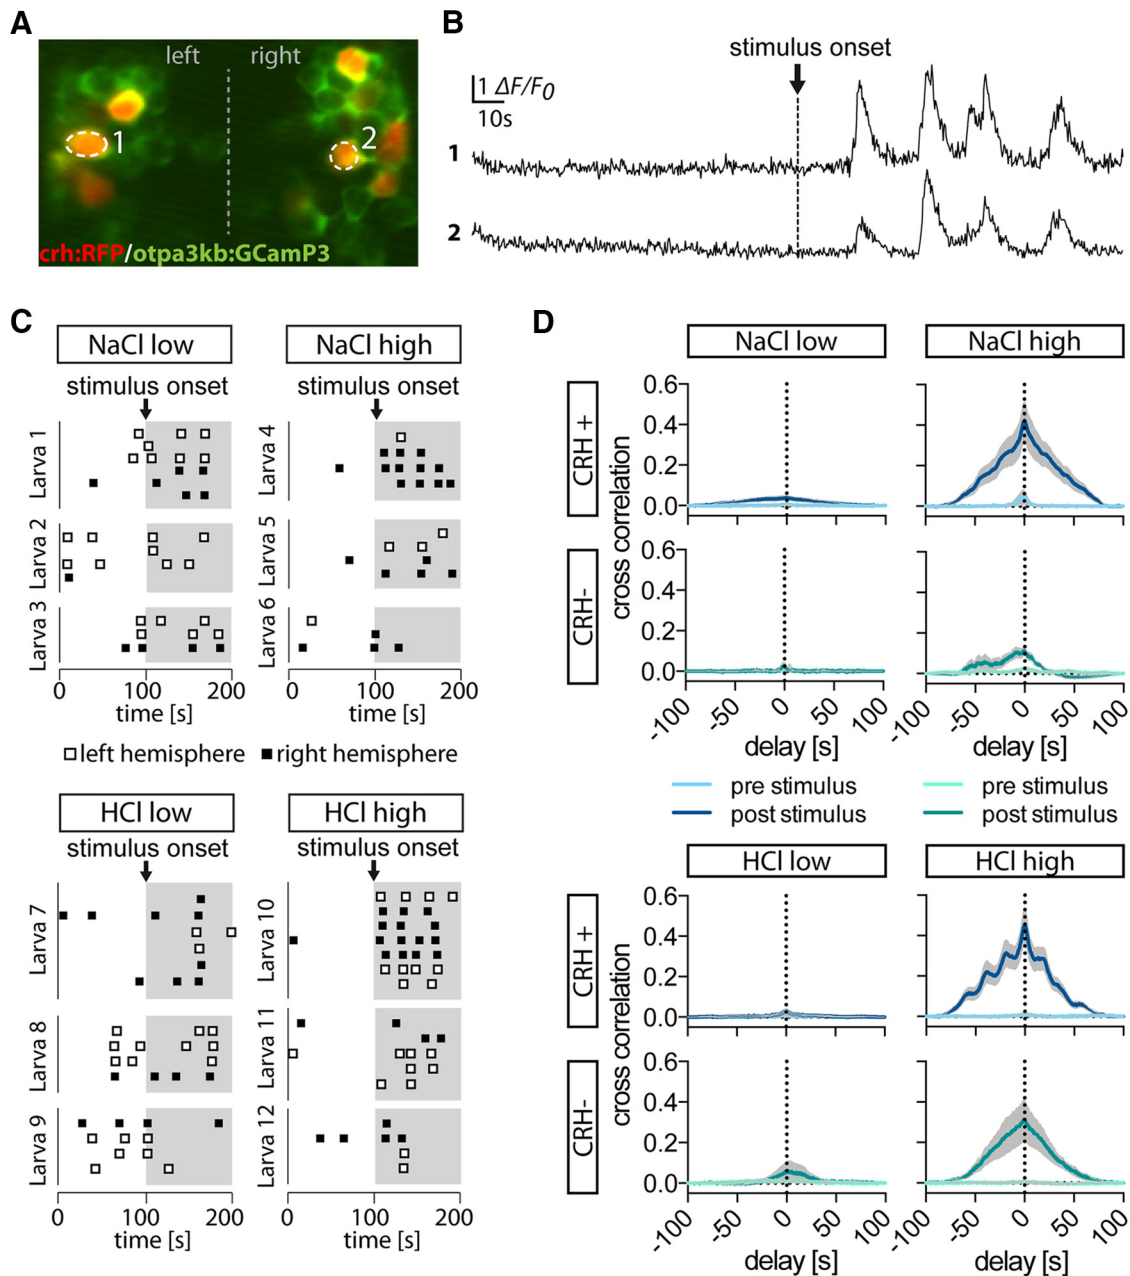 A
left right
1
2
crh:RFP/otpa3kb:GCamP3
B
stimulus onset
1 ΔF/F0
10s
1
2
C
NaCl low NaCl high
stimulus onset stimulus onset
Larva 1
Larva 2
Larva 3
Larva 4
Larva 5
Larva 6
0 100 200 0 100 200
time [s] time [s]
left hemisphere right hemisphere
HCl low HCl high
stimulus onset stimulus onset
Larva 7
Larva 8
Larva 9
Larva 10
Larva 11
Larva 12
0 100 200 0 100 200
time [s] time [s]
D
NaCl low NaCl high
CRH +
CRH-
cross correlation
0.6
0.4
0.2
0.0
0.6
0.4
0.2
0.0
-100 -50 0 50 100 -100 -50 0 50 100
delay [s] delay [s]
pre stimulus pre stimulus
post stimulus post stimulus
HCl low HCl high
CRH +
CRH-
cross correlation
0.6
0.4
0.2
0.0
0.6
0.4
0.2
0.0
-100 -50 0 50 100 -100 -50 0 50 100
delay [s] delay [s]